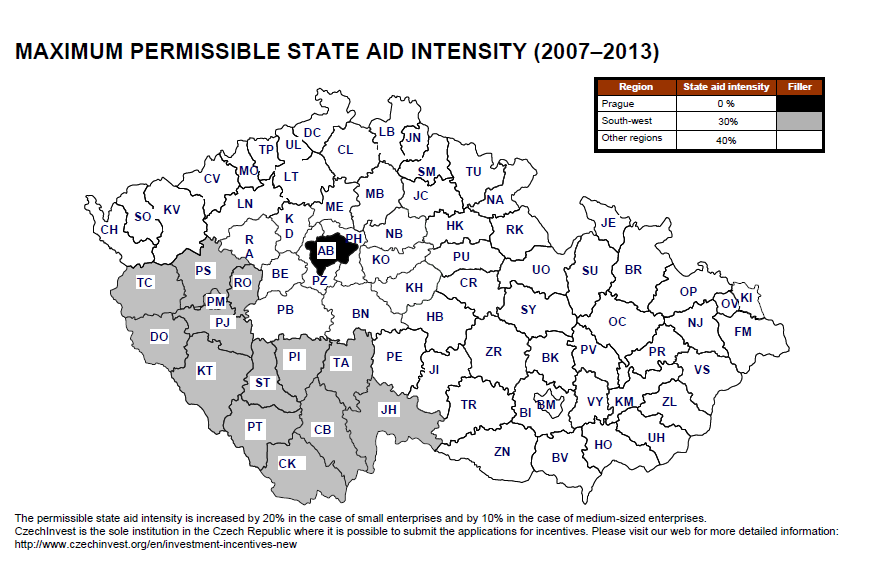 MAXIMUM PERMISSIBLE STATE AID INTENSITY (2007–2013)
Region State aid intensity Filler
Prague 0 %
South-west 30%
Other regions 40%
DC
LB
JN
UL
TP
CL
MO
LT
SM
TU
CV
MB
JC
NA
LN
ME
KV
SO
CH
K
D
HK
RK
JE
NB
PH
R
A
AB
KO
PU
UO
SU
BR
PS
TC
RO
BE
PZ
CR
KH
OP
KI
OV
PM
PB
BN
HB
SY
OC
NJ
FM
PJ
DO
KT
PI
TA
PE
JI
ZR
BK
PV
PR
VS
ST
JH
TR
BI
BM
VY
KM
ZL
PT
CB
UH
HO
ZN
BV
CK
The permissible state aid intensity is increased by 20% in the case of small enterprises and by 10% in the case of medium-sized enterprises.
CzechInvest is the sole institution in the Czech Republic where it is possible to submit the applications for incentives. Please visit our web for more detailed information:
http://www.czechinvest.org/en/investment-incentives-new